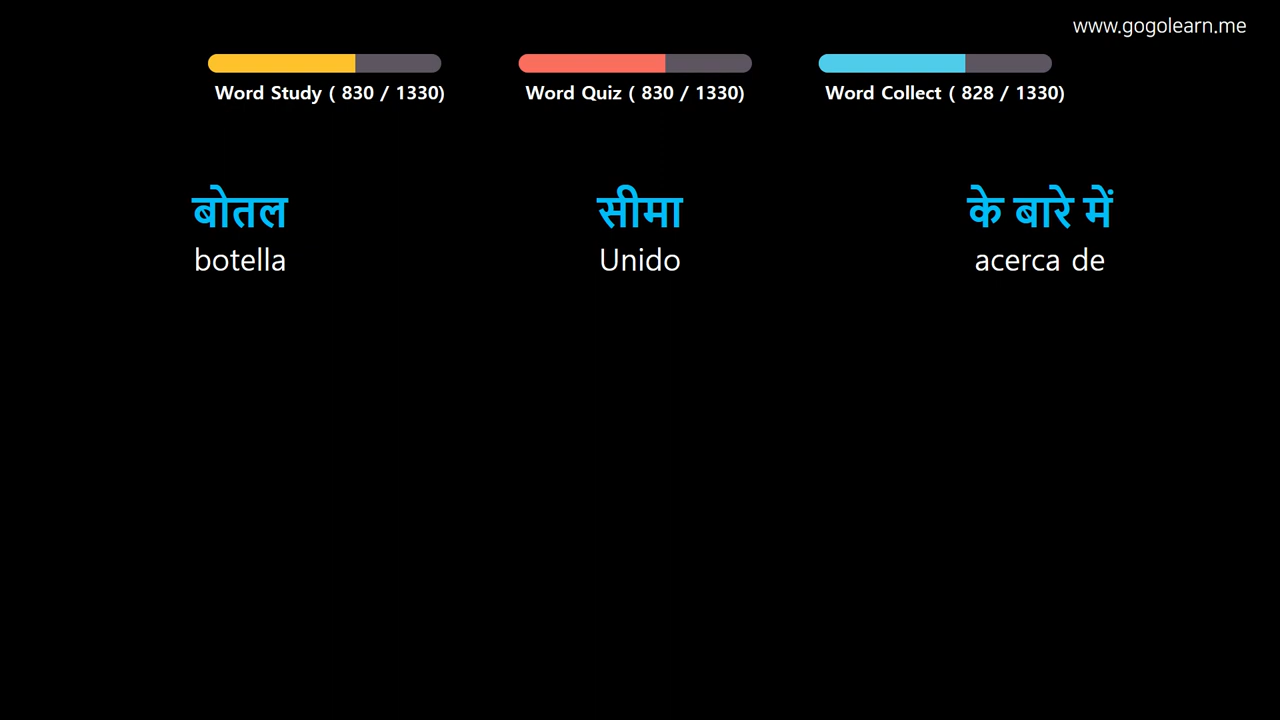 www.gogolearn.me
Word Study ( 830 / 1330)
Word Quiz ( 830 / 1330)
Word Collect ( 828 / 1330)
बोतल
botella
सीमा
Unido
के बारे में
acerca de